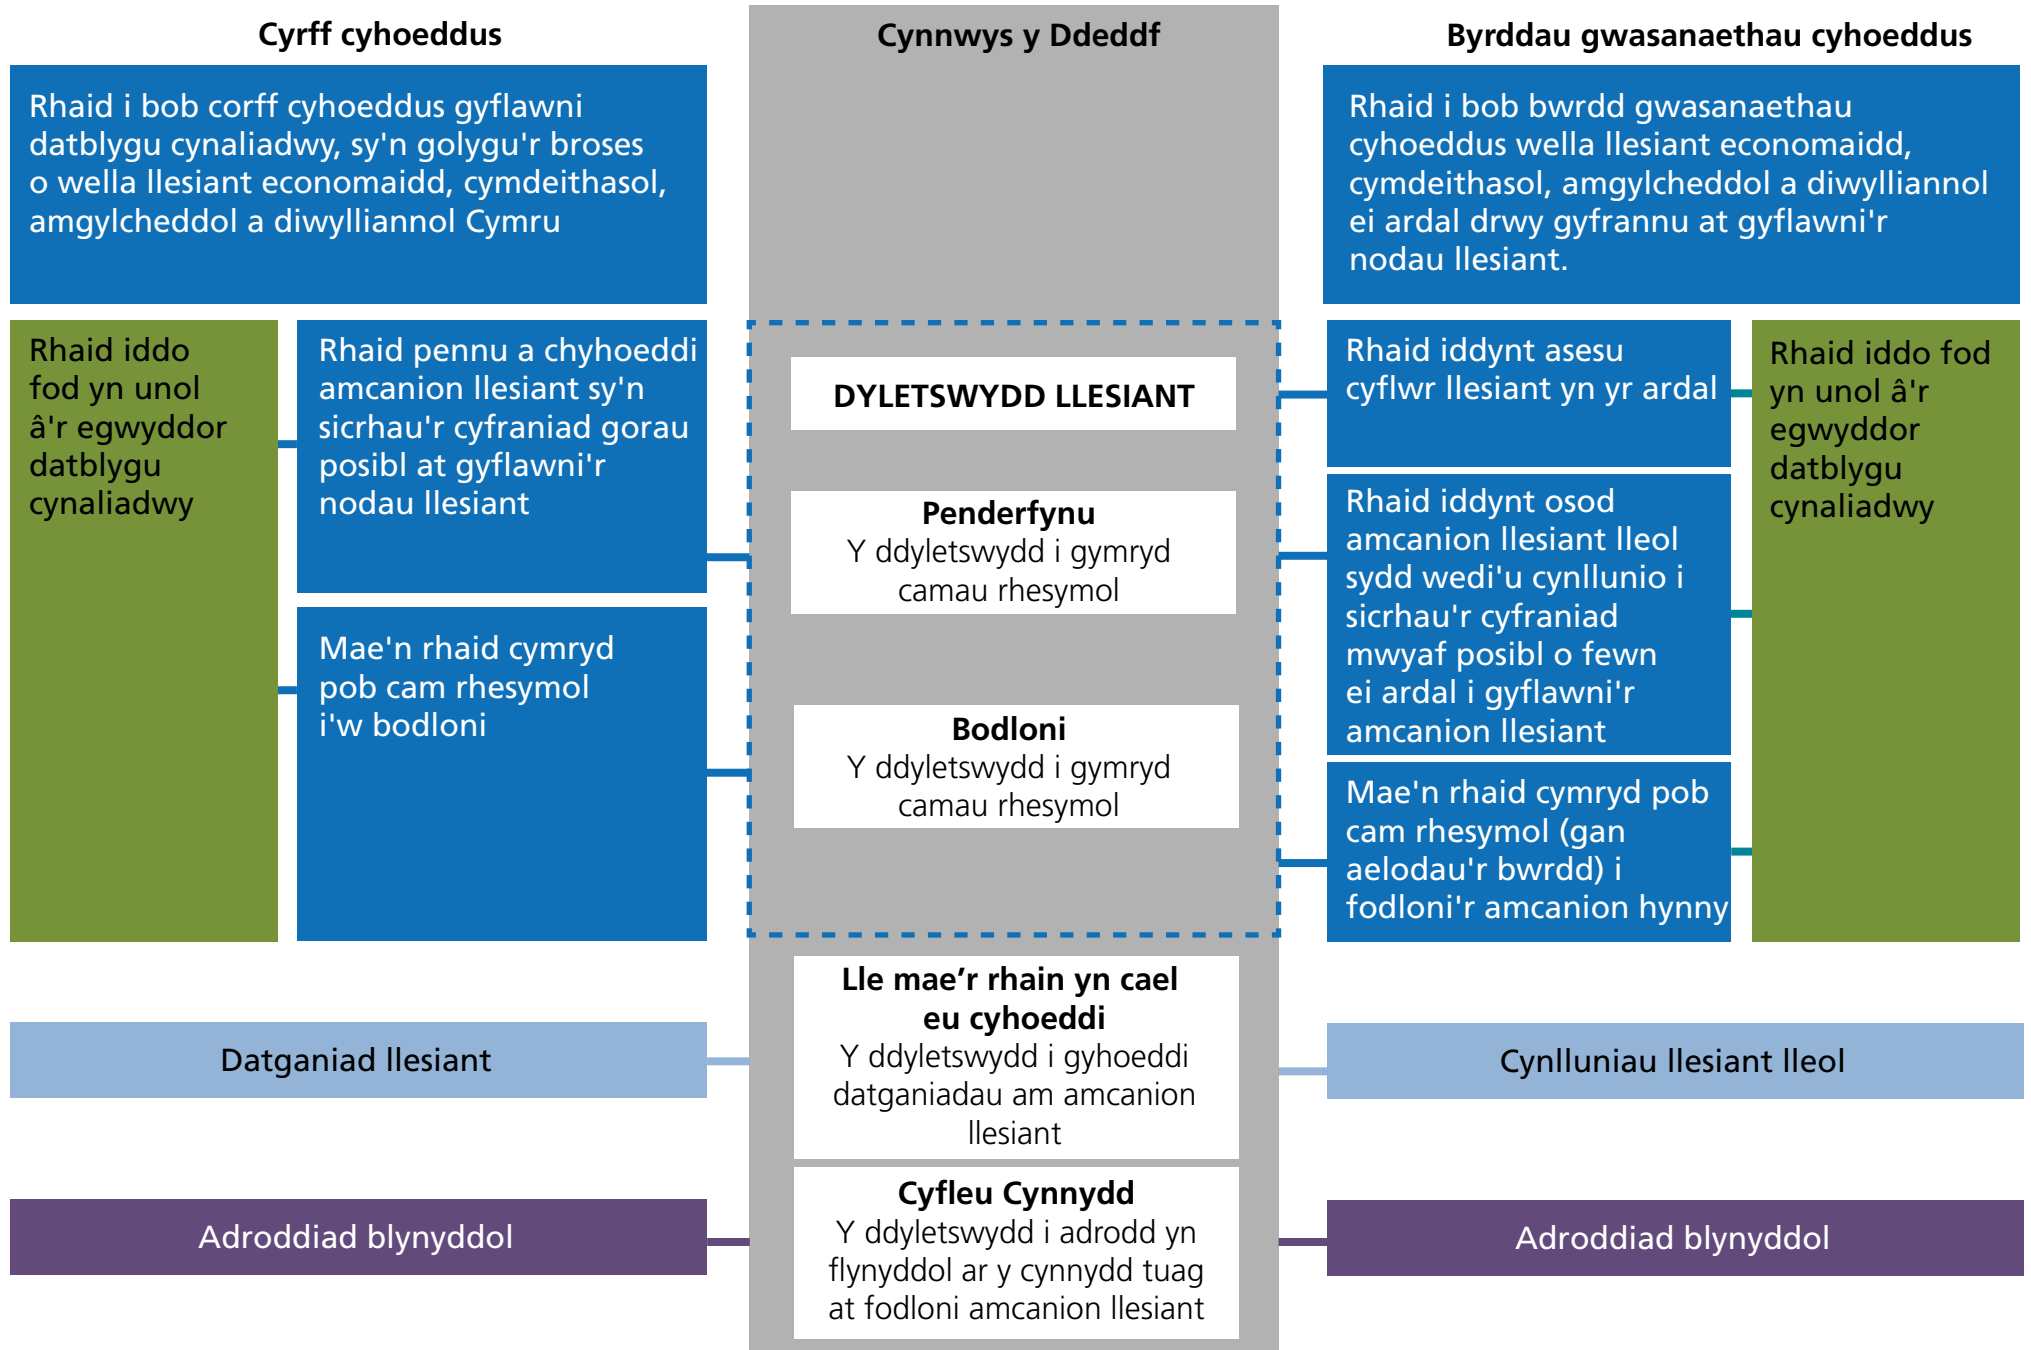 Cyrff cyhoeddus
Rhaid i bob corff cyhoeddus gyflawni
datblygu cynaliadwy, sy'n golygu'r broses
o wella llesiant economaidd, cymdeithasol,
amgylcheddol a diwylliannol Cymru
Rhaid iddo
fod yn unol
â'r egwyddor
datblygu
cynaliadwy
Rhaid pennu a chyhoeddi
amcanion llesiant sy'n
sicrhau'r cyfraniad gorau
posibl at gyflawni'r
nodau llesiant
Mae'n rhaid cymryd
pob cam rhesymol
i'w bodloni
Datganiad llesiant
Adroddiad blynyddol
Cynnwys y Ddeddf
DYLETSWYDD LLESIANT
Penderfynu
Y ddyletswydd i gymryd
camau rhesymol
Bodloni
Y ddyletswydd i gymryd
camau rhesymol
Lle mae’r rhain yn cael
eu cyhoeddi
Y ddyletswydd i gyhoeddi
datganiadau am amcanion
llesiant
Cyfleu Cynnydd
Y ddyletswydd i adrodd yn
flynyddol ar y cynnydd tuag
at fodloni amcanion llesiant
Byrddau gwasanaethau cyhoeddus
Rhaid i bob bwrdd gwasanaethau
cyhoeddus wella llesiant economaidd,
cymdeithasol, amgylcheddol a diwylliannol
ei ardal drwy gyfrannu at gyflawni'r
nodau llesiant.
Rhaid iddynt asesu
cyflwr llesiant yn yr ardal
Rhaid iddynt osod
amcanion llesiant lleol
sydd wedi'u cynllunio i
sicrhau'r cyfraniad
mwyaf posibl o fewn
ei ardal i gyflawni'r
amcanion llesiant
Mae'n rhaid cymryd pob
cam rhesymol (gan
aelodau'r bwrdd) i
fodloni'r amcanion hynny
Rhaid iddo fod
yn unol â'r
egwyddor
datblygu
cynaliadwy
Cynlluniau llesiant lleol
Adroddiad blynyddol